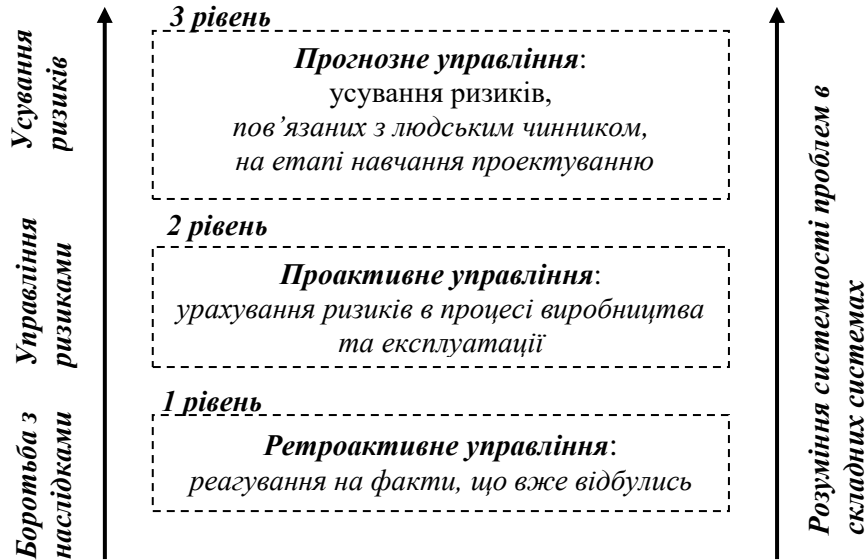 3 рівень
Прогнозне управління:
усування ризиків,
пов’язаних з людським чинником,
на етапі навчання проектуванню
2 рівень
Проактивне управління:
урахування ризиків в процесі виробництва
та експлуатації
1 рівень
Ретроактивне управління:
реагування на факти, що вже відбулись
Усування
ризиків
Управління
ризиками
Боротьба з
наслідками
Розуміння системності проблем в
складних системах